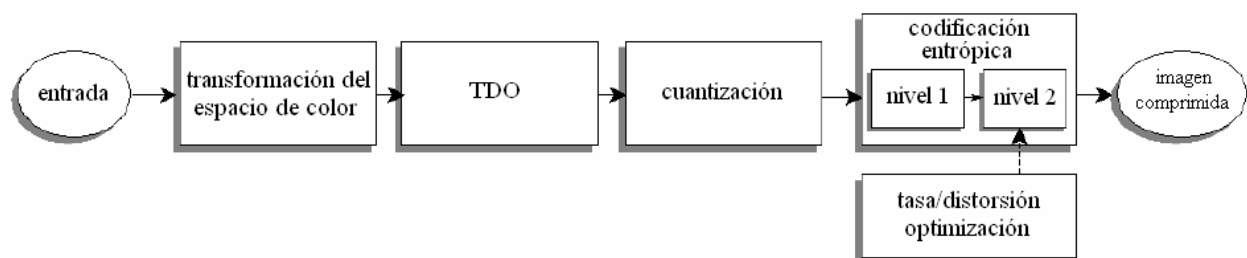 entrada
transformación del
espacio de color
TDO
cuantización
codificación
entrópica
nivel 1
nivel 2
imagen
comprimida
tasa/distorsión
optimización